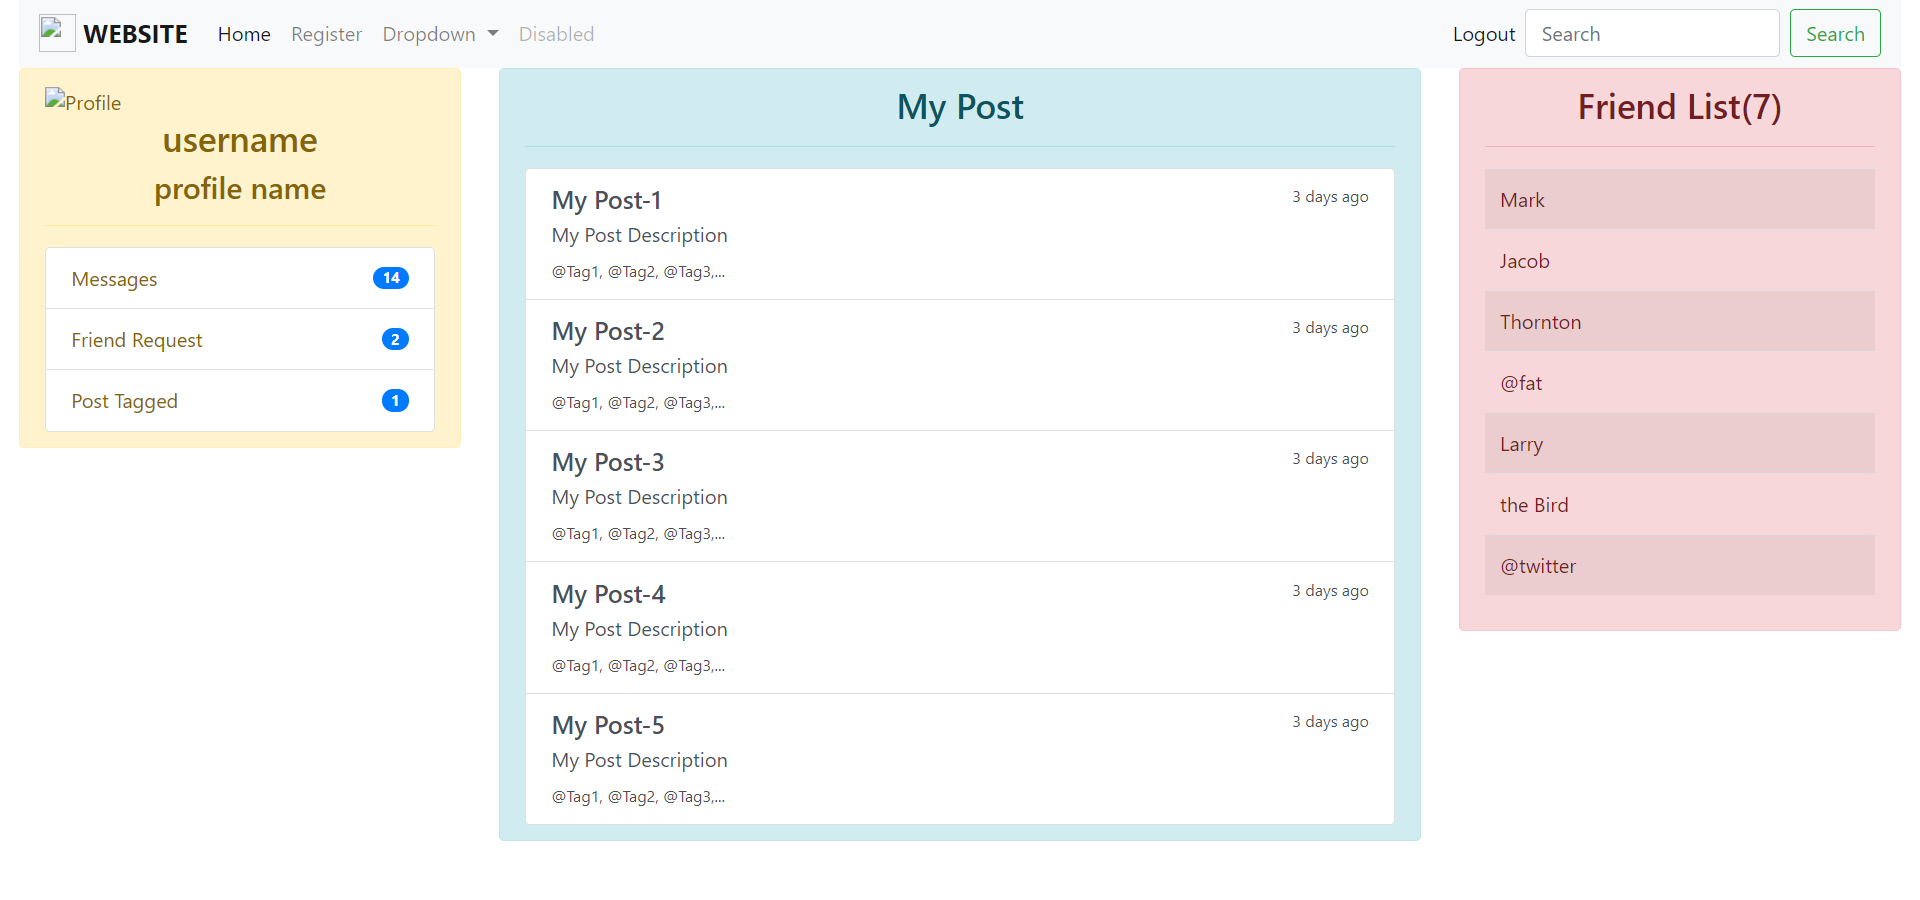 WEBSITE Home Register Dropdown Disabled Logout Search Search
Profile
username
profile name
Messages 14
Friend Request 2
Post Tagged 1
My Post
My Post-1 3 days ago
My Post Description
@Tag1, @Tag2, @Tag3,...
My Post-2 3 days ago
My Post Description
@Tag1, @Tag2, @Tag3,...
My Post-3 3 days ago
My Post Description
@Tag1, @Tag2, @Tag3,...
My Post-4 3 days ago
My Post Description
@Tag1, @Tag2, @Tag3,...
My Post-5 3 days ago
My Post Description
@Tag1, @Tag2, @Tag3,...
Friend List(7)
Mark
Jacob
Thornton
@fat
Larry
the Bird
@twitter